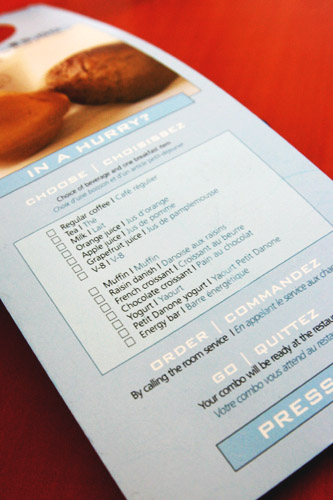 IN A HURRY?
CHOOSE | CHOISISSEZ
Choice of beverage and one breakfast item
Choix d'une boisson et d'un article petit-déjeuner
Regular coffee | Café régulier
Tea | Thé
Milk | Lait
Orange juice | Jus d'orange
Apple juice | Jus de pomme
Grapefruit juice | Jus de pamplemousse
V-8 | V-8
Muffin | Muffin
Raisin danish | Danoise aux raisins
French croissant | Croissant au beurre
Chocolate croissant | Pain au chocolat
Yogurt | Yogurt
Petit Danone yogurt | Yogurt Petit Danone
Energy bar | Barre énergétique
ORDER | COMMANDEZ
By calling the room service | En appelant le service aux
GO | QUITTEZ
Your combo will be ready at the
Votre combo vous attend au
PRESS